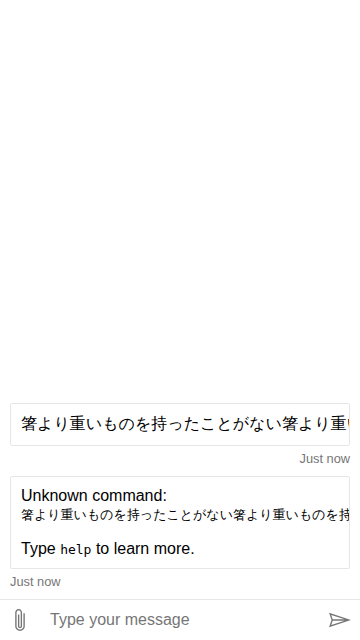 箸より重いものを持ったことがない箸より重い
Just now
Unknown command:
箸より重いものを持ったことがない箸より重いものを持
Type help to learn more.
Just now
Type your message